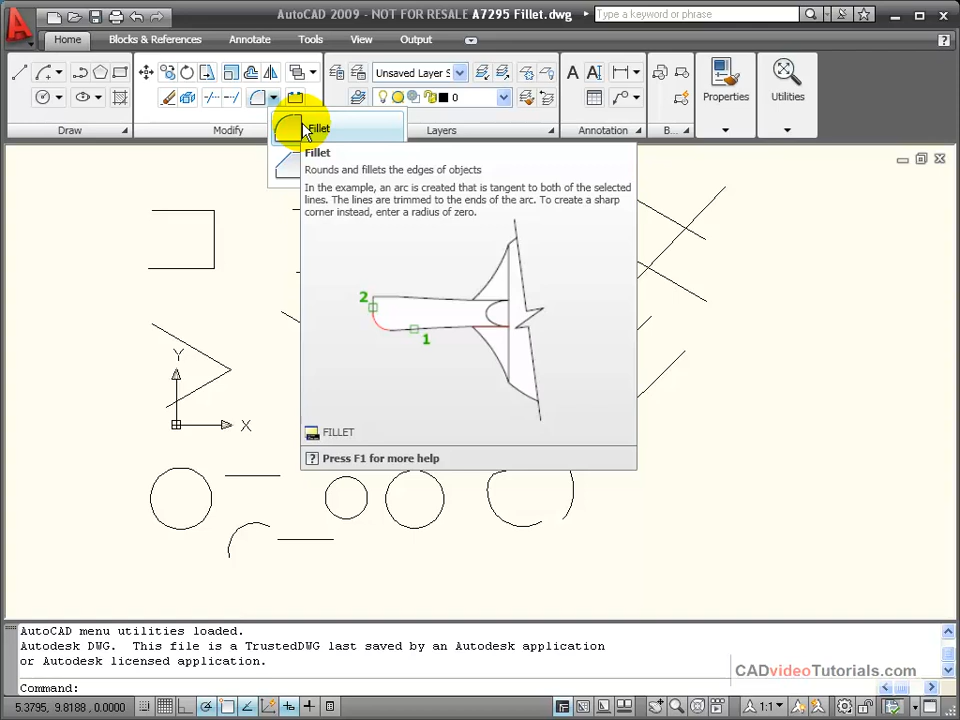 AutoCAD 2009 - NOT FOR RESALE A7295 Fillet.dwg
Type a keyword or phrase
Home
Blocks & References
Annotate
Tools
View
Output
Unsaved Layer S
0
Properties
Utilities
Draw
Modify
Layers
Annotation
B...
Fillet
Fillet
Rounds and fillets the edges of objects
In the example, an arc is created that is tangent to both of the selected
lines. The lines are trimmed to the ends of the arc. To create a sharp
corner instead, enter a radius of zero.
2
1
Y
X
FILLET
Press F1 for more help
AutoCAD menu utilities loaded.
Autodesk DWG.  This file is a TrustedDWG last saved by an Autodesk application
or Autodesk licensed application.
Command:
CADvideoTutorials.com
5.3795, 9.8188, 0.0000
1:1